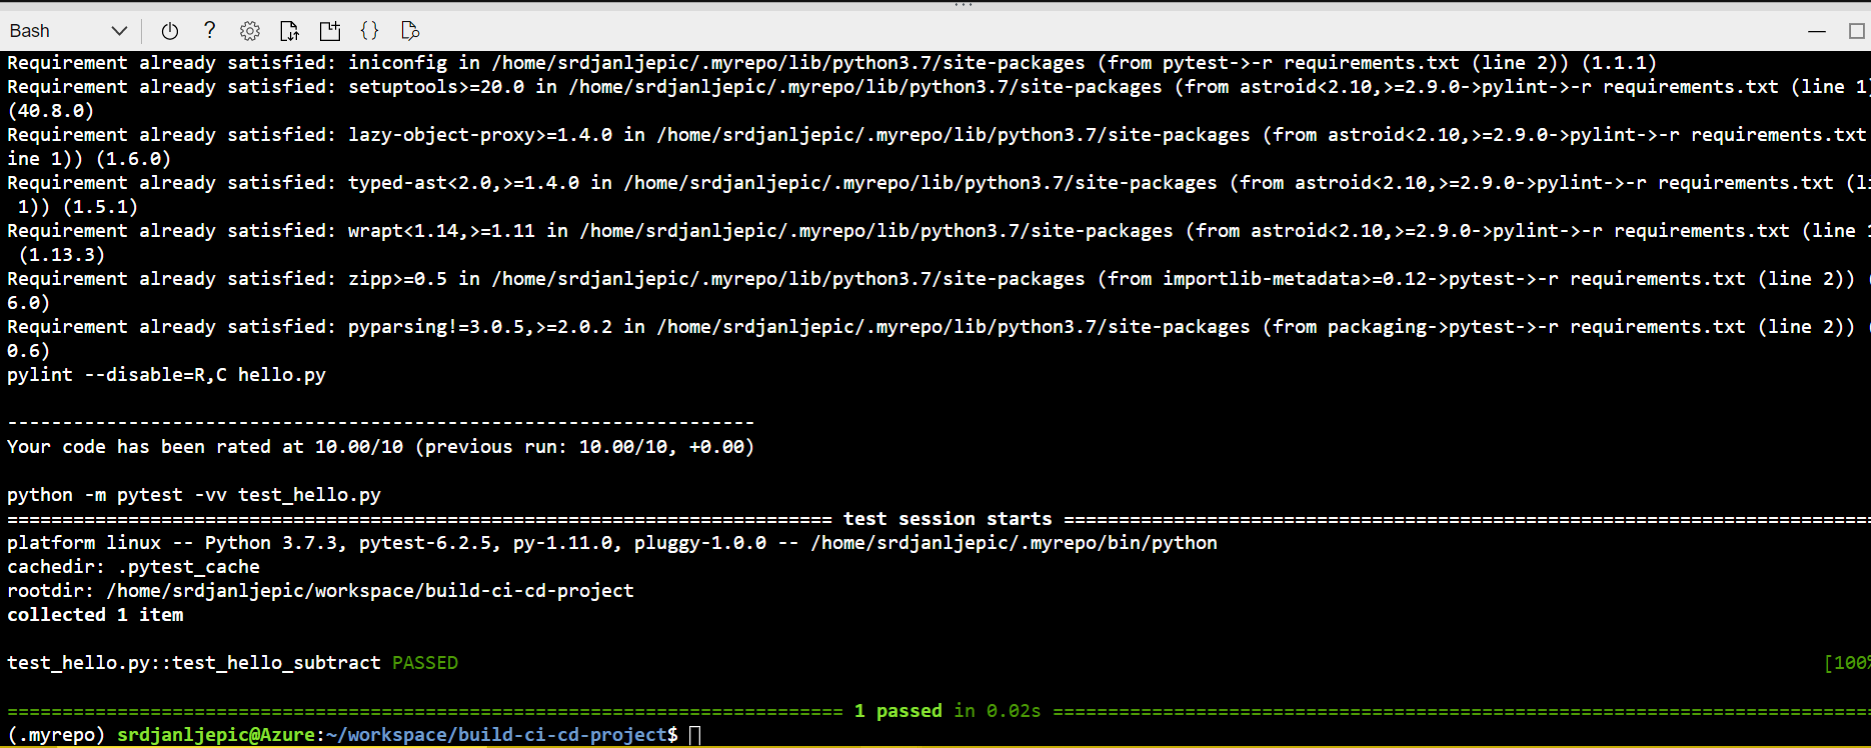 Bash
Requirement already satisfied: iniconfig in /home/srdjanljepic/.myrepo/lib/python3.7/site-packages (from pytest->-r requirements.txt (line 2)) (1.1.1)
Requirement already satisfied: setuptools>=20.0 in /home/srdjanljepic/.myrepo/lib/python3.7/site-packages (from astroid<2.10,>=2.9.0->pylint->-r requirements.txt (line 1)
(40.8.0)
Requirement already satisfied: lazy-object-proxy>=1.4.0 in /home/srdjanljepic/.myrepo/lib/python3.7/site-packages (from astroid<2.10,>=2.9.0->pylint->-r requirements.txt
ine 1)) (1.6.0)
Requirement already satisfied: typed-ast<2.0,>=1.4.0 in /home/srdjanljepic/.myrepo/lib/python3.7/site-packages (from astroid<2.10,>=2.9.0->pylint->-r requirements.txt (li
1)) (1.5.1)
Requirement already satisfied: wrapt<1.14,>=1.11 in /home/srdjanljepic/.myrepo/lib/python3.7/site-packages (from astroid<2.10,>=2.9.0->pylint->-r requirements.txt (line 1
(1.13.3)
Requirement already satisfied: zipp>=0.5 in /home/srdjanljepic/.myrepo/lib/python3.7/site-packages (from importlib-metadata>=0.12->pytest->-r requirements.txt (line 2)) (
6.0)
Requirement already satisfied: pyparsing!=3.0.5,>=2.0.2 in /home/srdjanljepic/.myrepo/lib/python3.7/site-packages (from packaging->pytest->-r requirements.txt (line 2)) (
0.6)
pylint --disable=R,C hello.py
--------------------------------------------------------------------
Your code has been rated at 10.00/10 (previous run: 10.00/10, +0.00)
python -m pytest -vv test_hello.py
=========================================================================== test session starts ==========================================================================
platform linux -- Python 3.7.3, pytest-6.2.5, py-1.11.0, pluggy-1.0.0 -- /home/srdjanljepic/.myrepo/bin/python
cachedir: .pytest_cache
rootdir: /home/srdjanljepic/workspace/build-ci-cd-project
collected 1 item
test_hello.py::test_hello_subtract PASSED [100%
============================================================================ 1 passed in 0.02s ===========================================================================
(.myrepo) srdjanljepic@Azure:~/workspace/build-ci-cd-project$